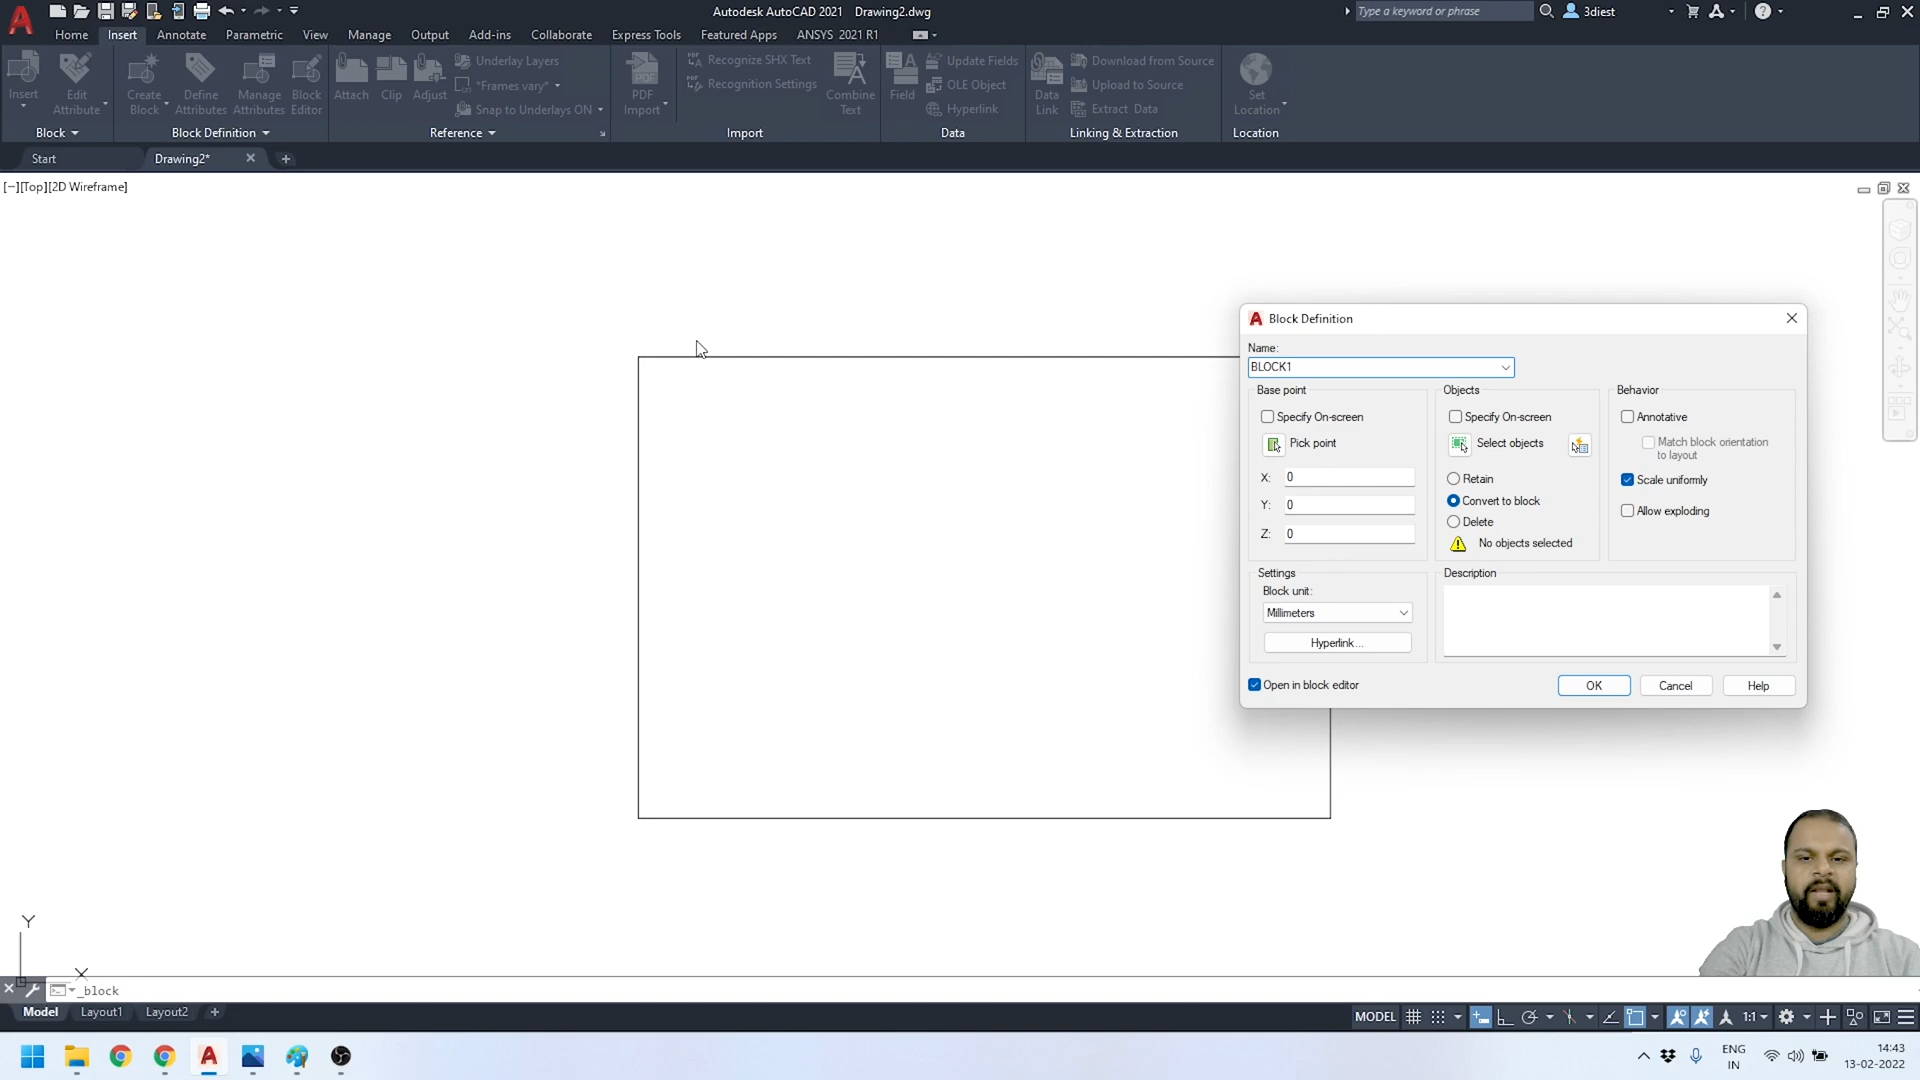 Autodesk AutoCAD 2021 Drawing2.dwg
Type a keyword or phrase
3diest
Home Insert Annotate Parametric View Manage Output Add-ins Collaborate Express Tools Featured Apps ANSYS 2021 R1
Insert
Edit
Attribute
Create
Block
Define
Attributes
Manage
Attributes
Block
Editor
Attach
Clip
Adjust
Underlay Layers
*Frames vary*
Snap to Underlays ON
PDF
Import
Recognize SHX Text
Recognition Settings
Combine
Text
Field
Update Fields
OLE Object
Hyperlink
Data
Link
Download from Source
Upload to Source
Extract Data
Set
Location
Block
Block Definition
Reference
Import
Data
Linking & Extraction
Location
Start
Drawing2*
[−][Top][2D Wireframe]
Block Definition
Name:
BLOCK1
Base point
Specify On-screen
Pick point
X: 0
Y: 0
Z: 0
Objects
Specify On-screen
Select objects
Retain
Convert to block
Delete
No objects selected
Behavior
Annotative
Match block orientation
to layout
Scale uniformly
Allow exploding
Settings
Block unit:
Millimeters
Hyperlink...
Description
Open in block editor
OK
Cancel
Help
Y
X
_block
Model
Layout1
Layout2
MODEL
1:1
ENG
IN
14:43
13-02-2022